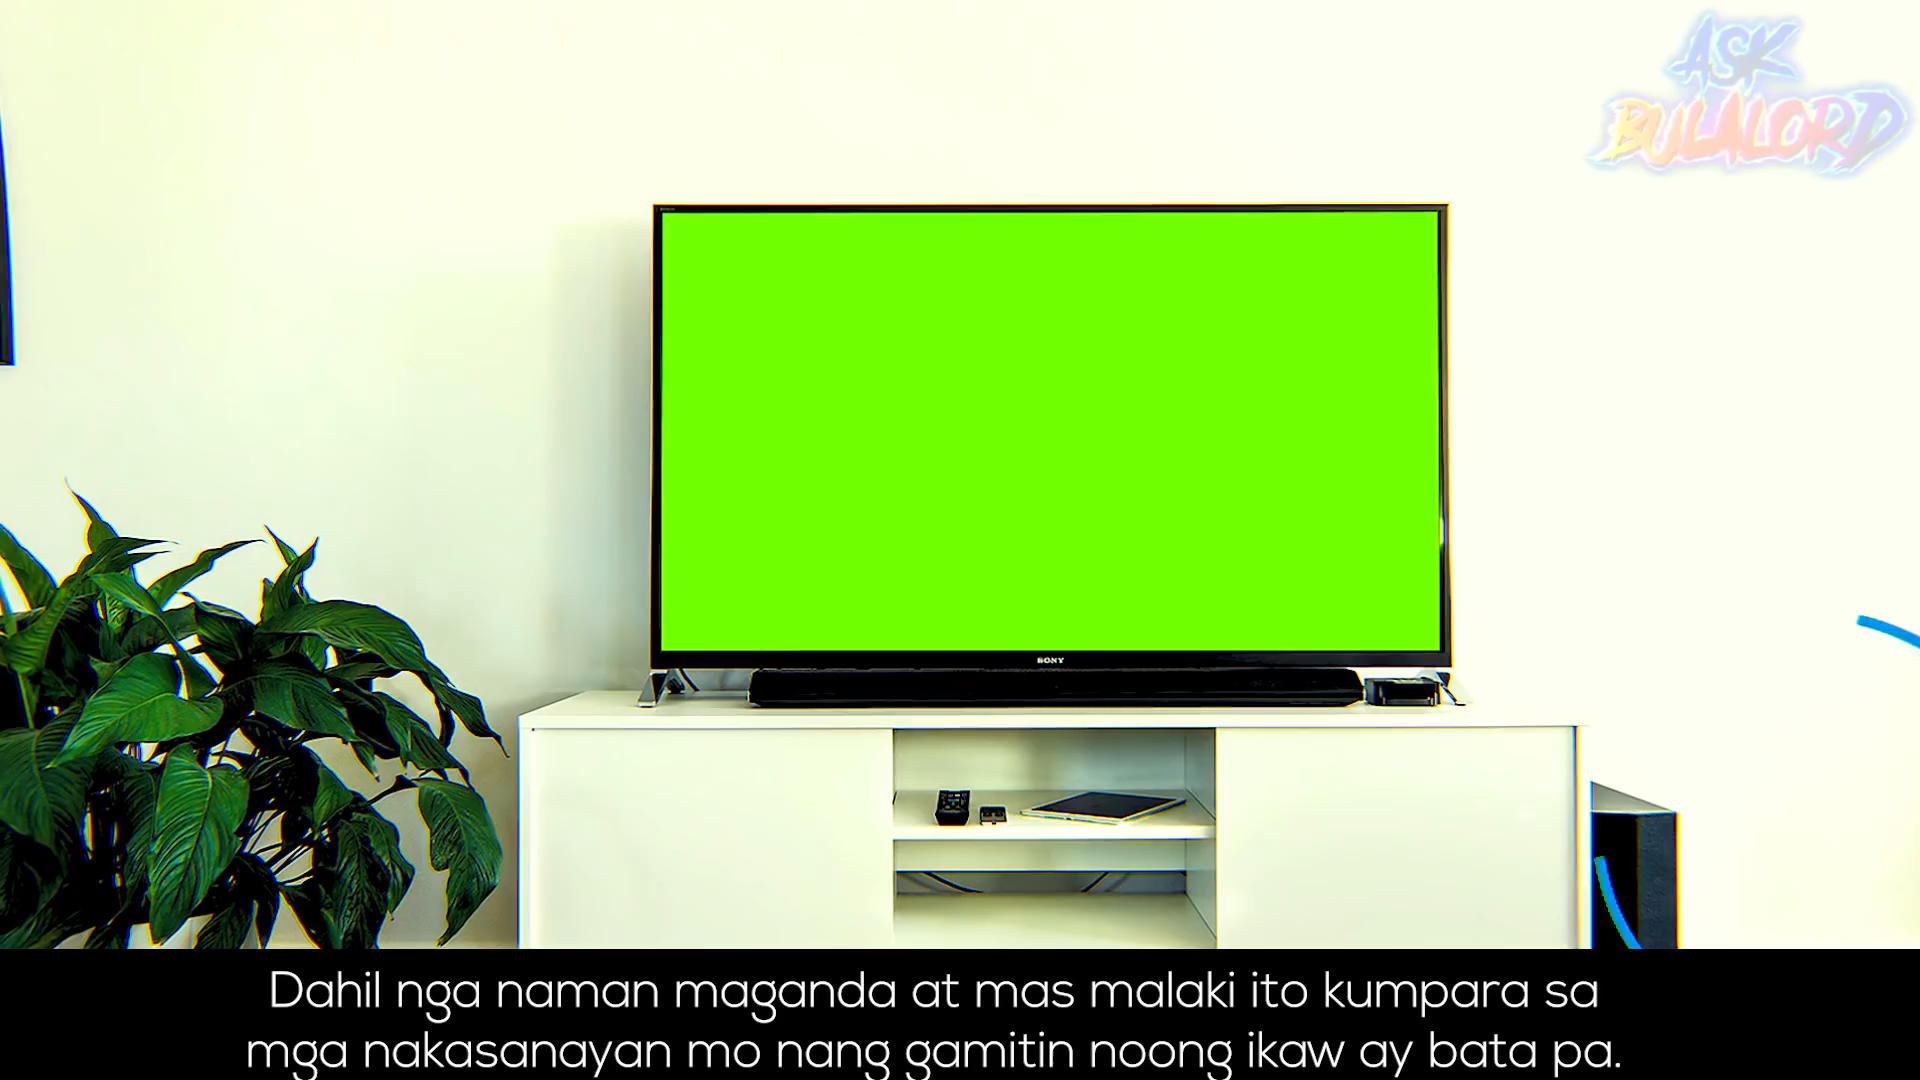 ASK
BULALORD
SONY
Dahil nga naman maganda at mas malaki ito kumpara sa
mga nakasanayan mo nang gamitin noong ikaw ay bata pa.